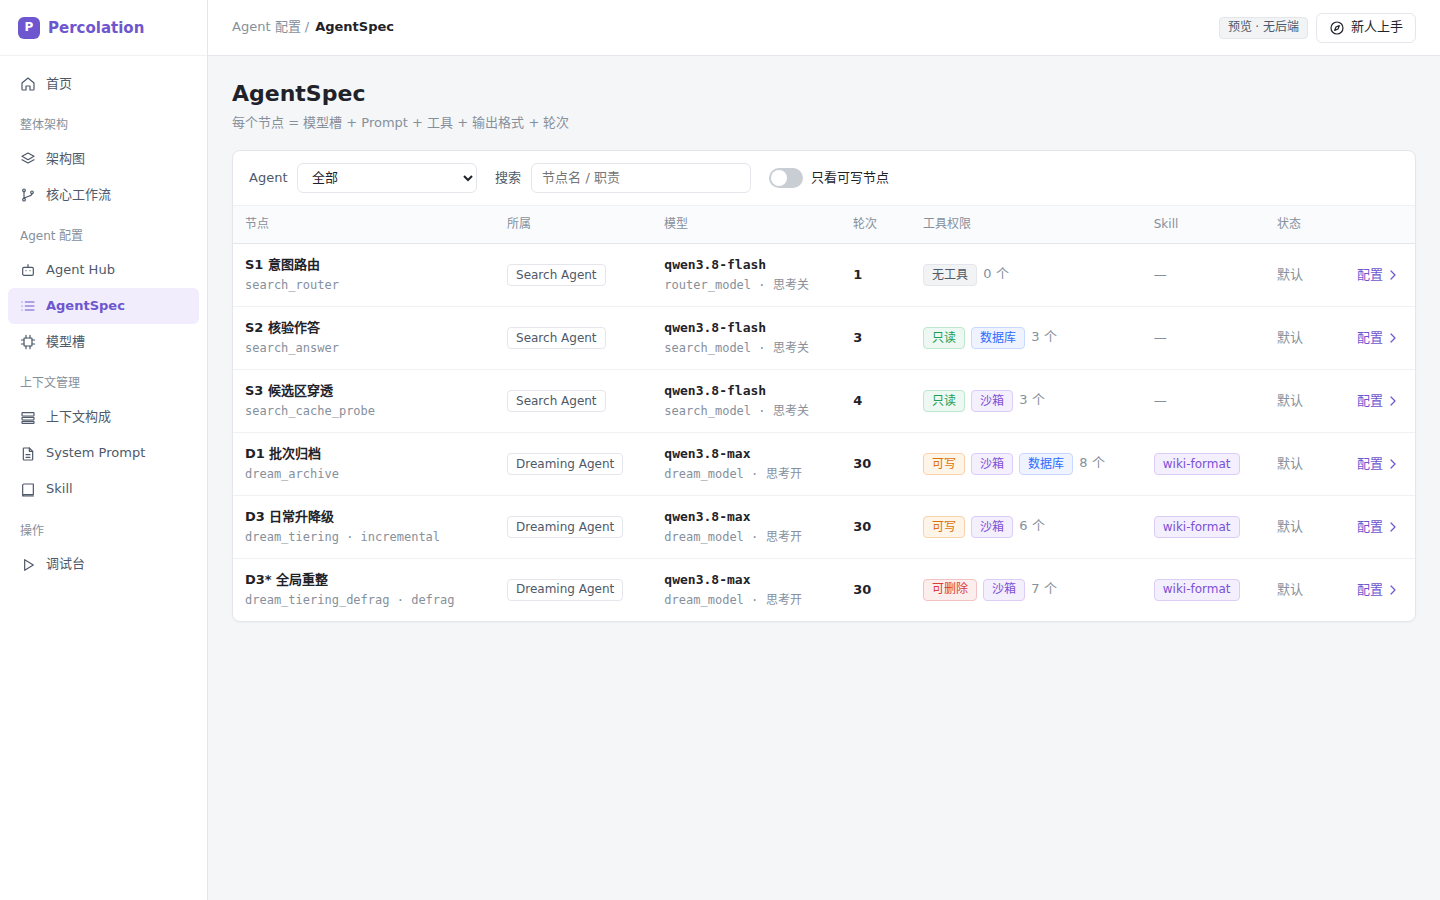 P Percolation
Agent 配置 / AgentSpec
预览 · 无后端
新人上手
首页
整体架构
架构图
核心工作流
Agent 配置
Agent Hub
AgentSpec
模型槽
上下文管理
上下文构成
System Prompt
Skill
操作
调试台
AgentSpec
每个节点 = 模型槽 + Prompt + 工具 + 输出格式 + 轮次
Agent 全部 搜索 节点名 / 职责 只看可写节点
节点 所属 模型 轮次 工具权限 Skill 状态
S1 意图路由 Search Agent qwen3.8-flash 1 无工具 0 个 — 默认 配置
search_router router_model · 思考关
S2 核验作答 Search Agent qwen3.8-flash 3 只读 数据库 3 个 — 默认 配置
search_answer search_model · 思考关
S3 候选区穿透 Search Agent qwen3.8-flash 4 只读 沙箱 3 个 — 默认 配置
search_cache_probe search_model · 思考关
D1 批次归档 Dreaming Agent qwen3.8-max 30 可写 沙箱 数据库 8 个 wiki-format 默认 配置
dream_archive dream_model · 思考开
D3 日常升降级 Dreaming Agent qwen3.8-max 30 可写 沙箱 6 个 wiki-format 默认 配置
dream_tiering · incremental dream_model · 思考开
D3* 全局重整 Dreaming Agent qwen3.8-max 30 可删除 沙箱 7 个 wiki-format 默认 配置
dream_tiering_defrag · defrag dream_model · 思考开